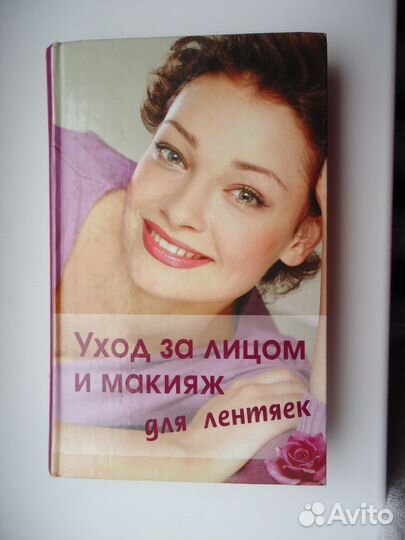 Уход за лицом
и макияж
для лентяек
Avito